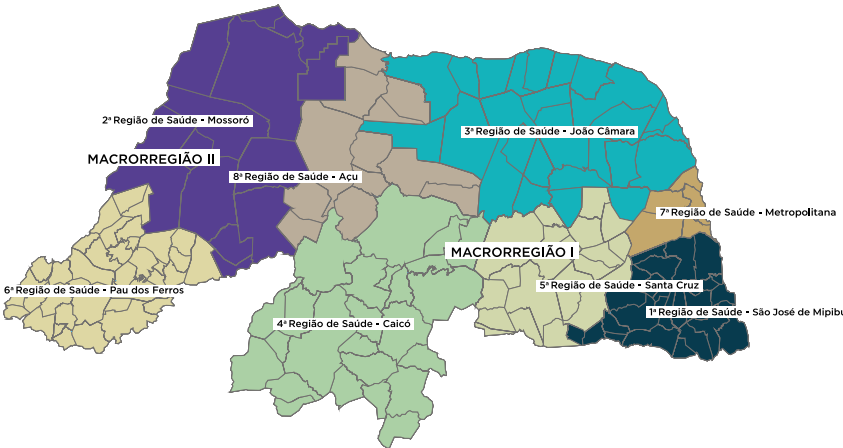 2ª Região de Saúde - Mossoró
3ª Região de Saúde - João Câmara
MACRORREGIÃO II
8ª Região de Saúde - Açu
7ª Região de Saúde - Metropolitana
MACRORREGIÃO I
6ª Região de Saúde - Pau dos Ferros
5ª Região de Saúde - Santa Cruz
1ª Região de Saúde - São José de Mipibu
4ª Região de Saúde - Caicó